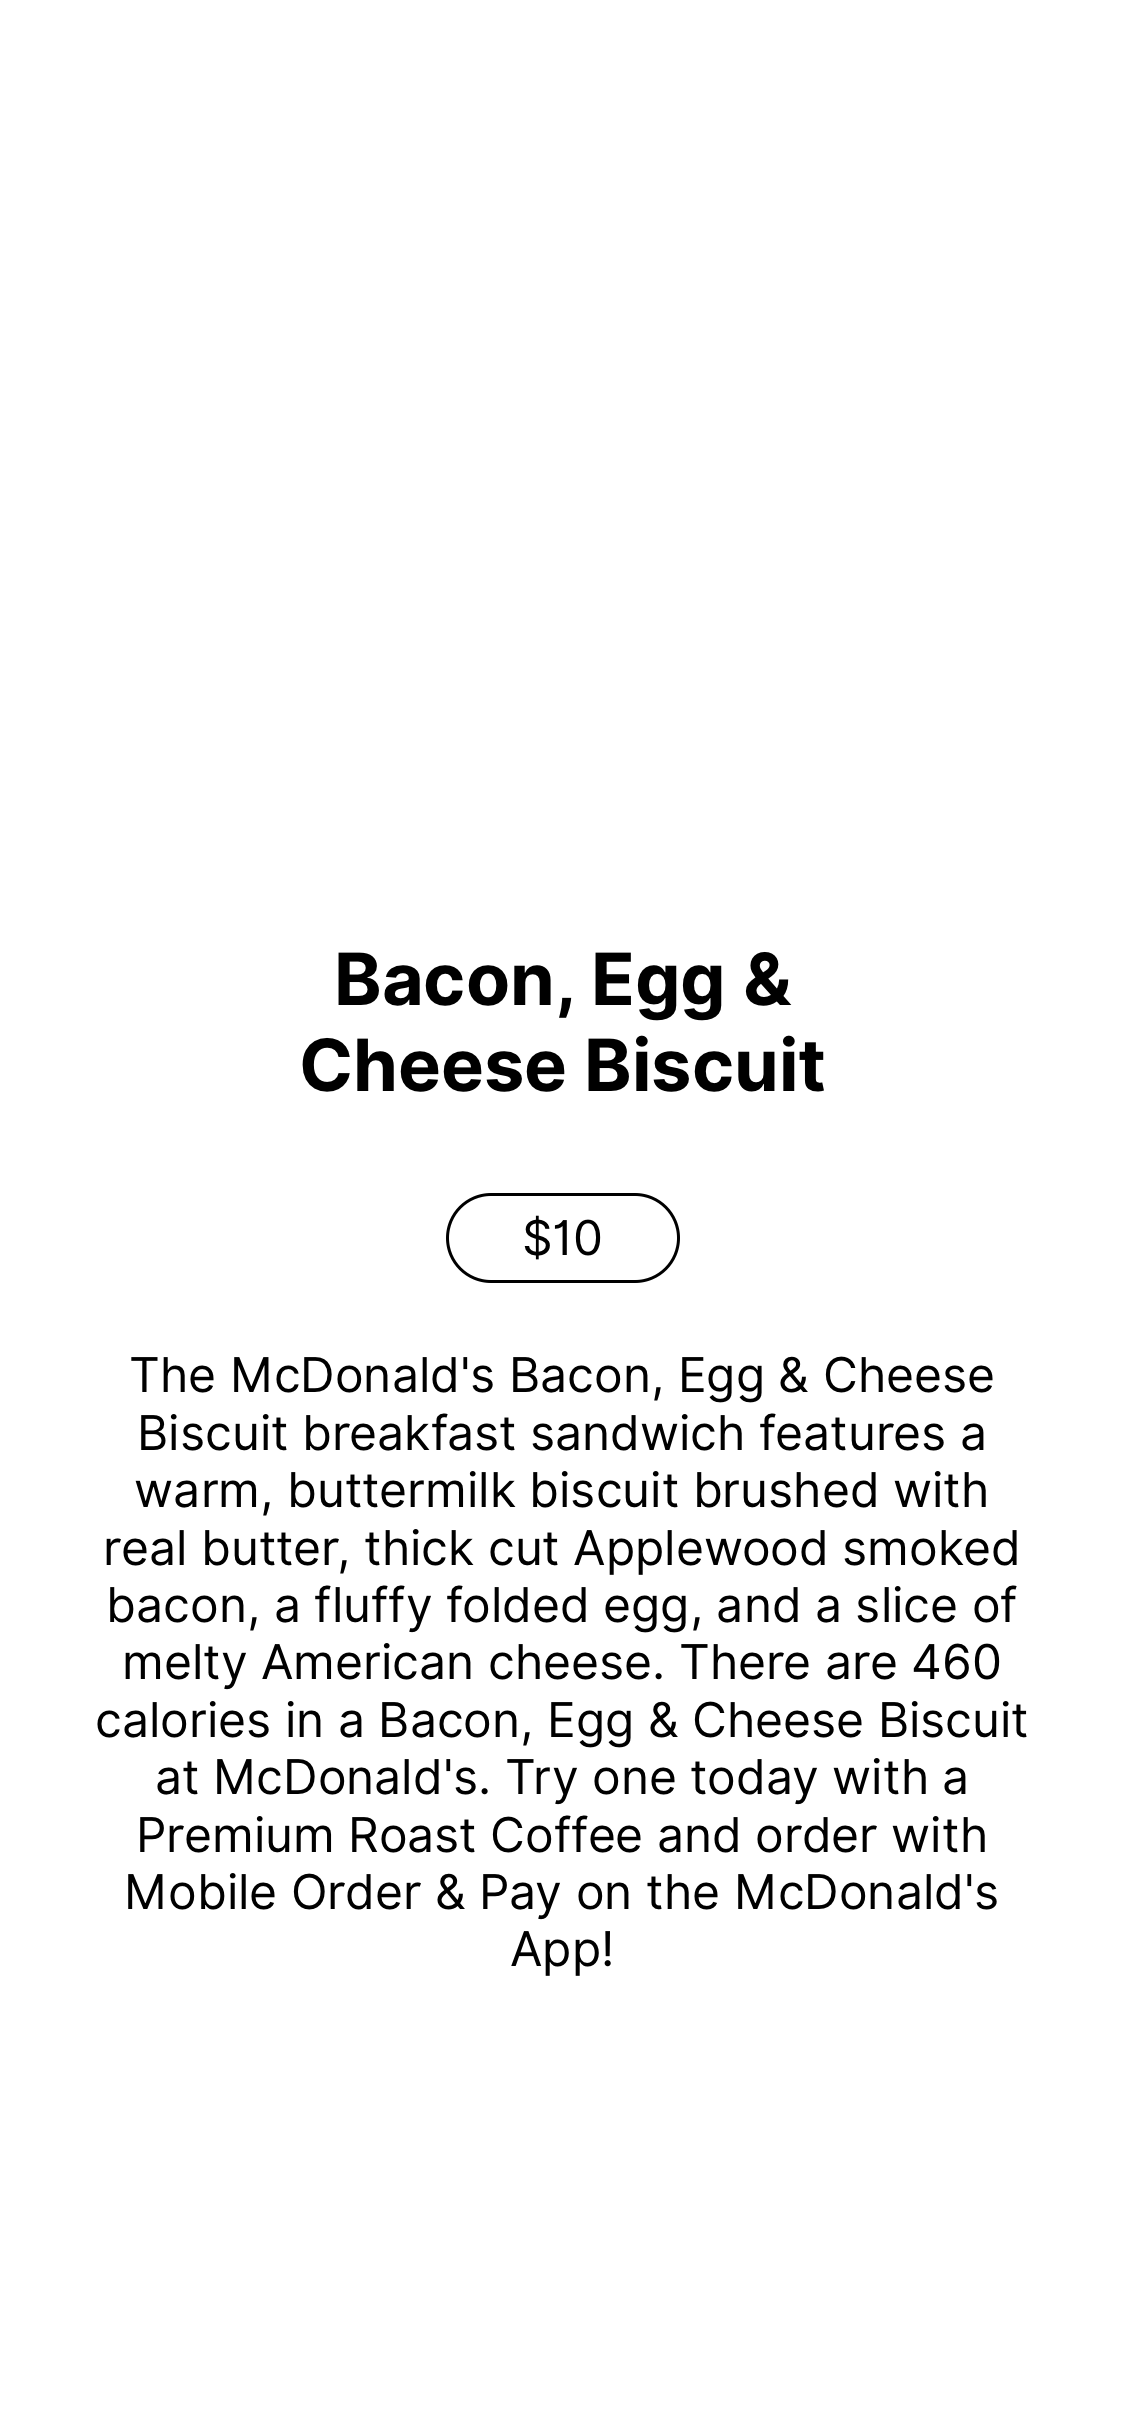 Bacon, Egg &
Cheese Biscuit
$10
The McDonald's Bacon, Egg & Cheese
Biscuit breakfast sandwich features a
warm, buttermilk biscuit brushed with
real butter, thick cut Applewood smoked
bacon, a fluffy folded egg, and a slice of
melty American cheese. There are 460
calories in a Bacon, Egg & Cheese Biscuit
at McDonald's. Try one today with a
Premium Roast Coffee and order with
Mobile Order & Pay on the McDonald's
App!